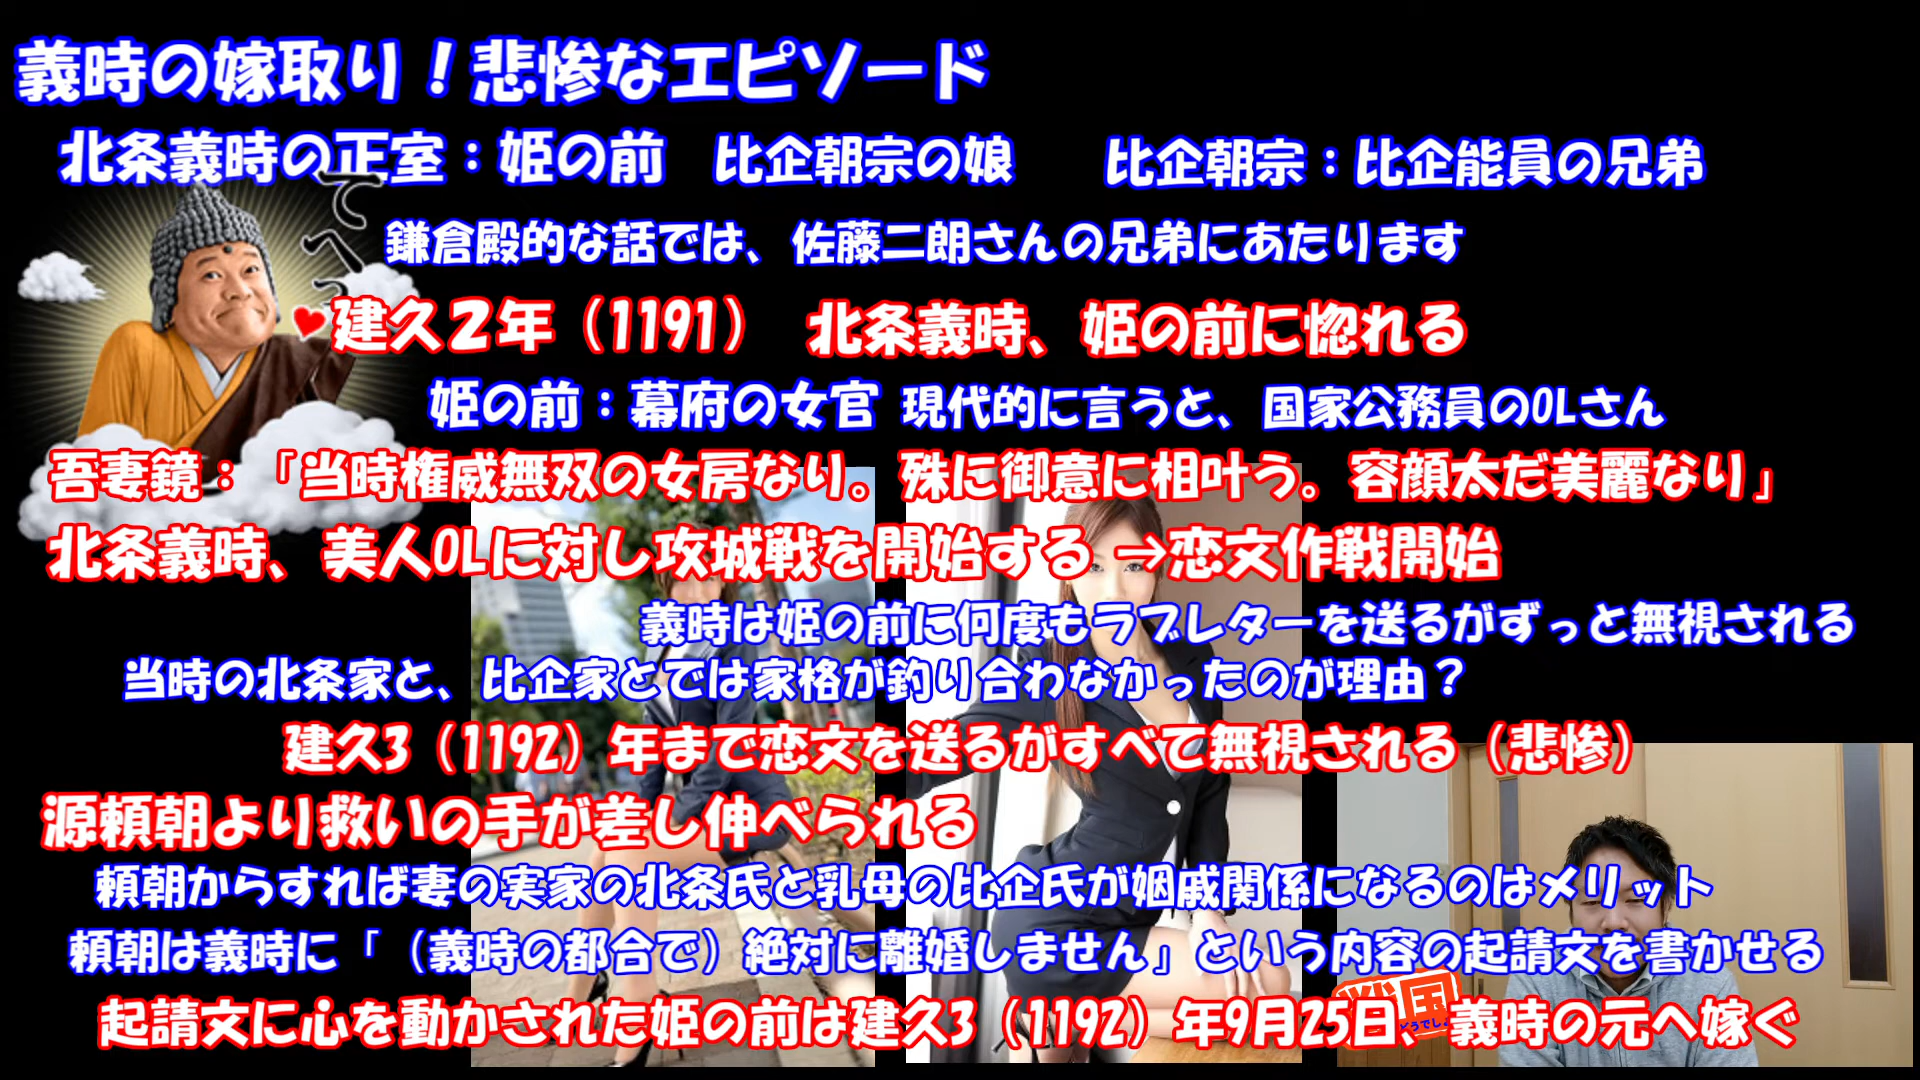 義時の嫁取り！悲惨なエピソード
北条義時の正室：姫の前　比企朝宗の娘　　比企朝宗：比企能員の兄弟
てへっ
鎌倉殿的な話では、佐藤二朗さんの兄弟にあたります
建久２年（1191）　北条義時、姫の前に惚れる
姫の前：幕府の女官 現代的に言うと、国家公務員のOLさん
吾妻鏡：「当時権威無双の女房なり。殊に御意に相叶う。容顔太だ美麗なり」
北条義時、美人OLに対し攻城戦を開始する →恋文作戦開始
義時は姫の前に何度もラブレターを送るがずっと無視される
当時の北条家と、比企家とでは家格が釣り合わなかったのが理由？
建久3（1192）年まで恋文を送るがすべて無視される（悲惨）
源頼朝より救いの手が差し伸べられる
頼朝からすれば妻の実家の北条氏と乳母の比企氏が姻戚関係になるのはメリット
頼朝は義時に「（義時の都合で）絶対に離婚しません」という内容の起請文を書かせる
戦国
どうでしょ
起請文に心を動かされた姫の前は建久3（1192）年9月25日、義時の元へ嫁ぐ